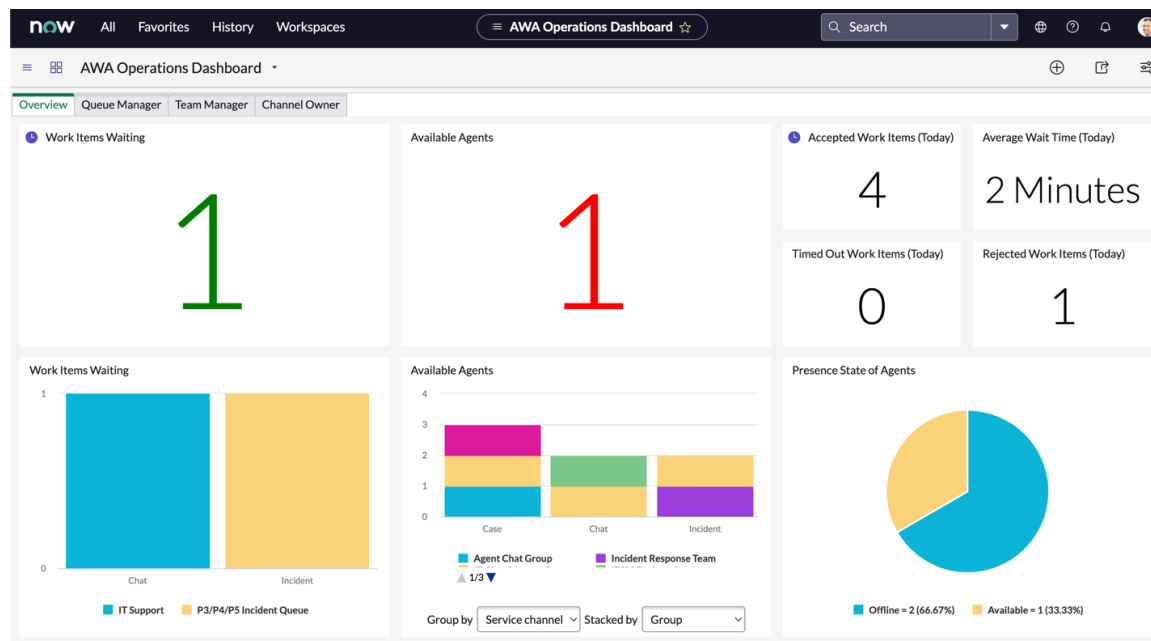 now All Favorites History Workspaces AWA Operations Dashboard Search
AWA Operations Dashboard
Overview Queue Manager Team Manager Channel Owner
Work Items Waiting
1
Available Agents
1
Accepted Work Items (Today)
4
Average Wait Time (Today)
2 Minutes
Timed Out Work Items (Today)
0
Rejected Work Items (Today)
1
Work Items Waiting
1
0
Chat Incident
IT Support P3/P4/P5 Incident Queue
Available Agents
4
3
2
1
0
Case Chat Incident
Agent Chat Group Incident Response Team
1/3
Group by Service channel Stacked by Group
Presence State of Agents
Offline = 2 (66.67%) Available = 1 (33.33%)